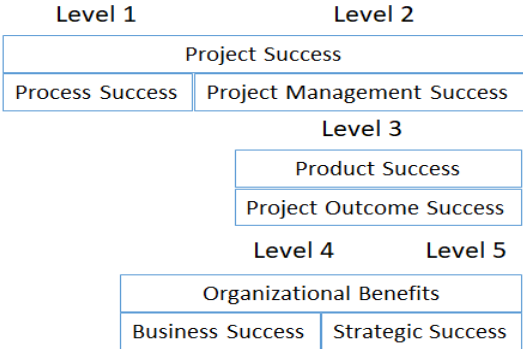 Level 1 Level 2
Project Success
Process Success Project Management Success
Level 3
Product Success
Project Outcome Success
Level 4 Level 5
Organizational Benefits
Business Success Strategic Success